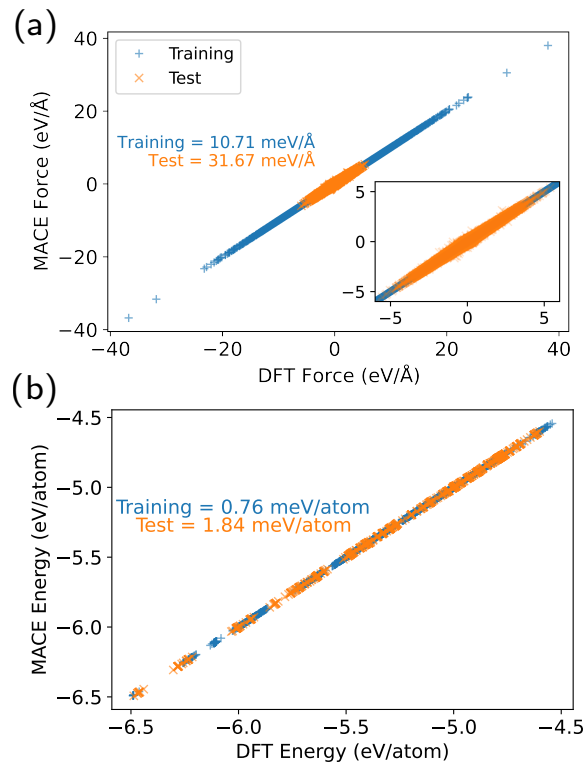 (a)
40
20
0
−20
−40
MACE Force (eV/Å)
Training
Test
Training = 10.71 meV/Å
Test = 31.67 meV/Å
5
0
−5
−5 0 5
−40 −20 0 20 40
DFT Force (eV/Å)
(b)
−4.5
−5.0
−5.5
−6.0
−6.5
MACE Energy (eV/atom)
Training = 0.76 meV/atom
Test = 1.84 meV/atom
−6.5 −6.0 −5.5 −5.0 −4.5
DFT Energy (eV/atom)